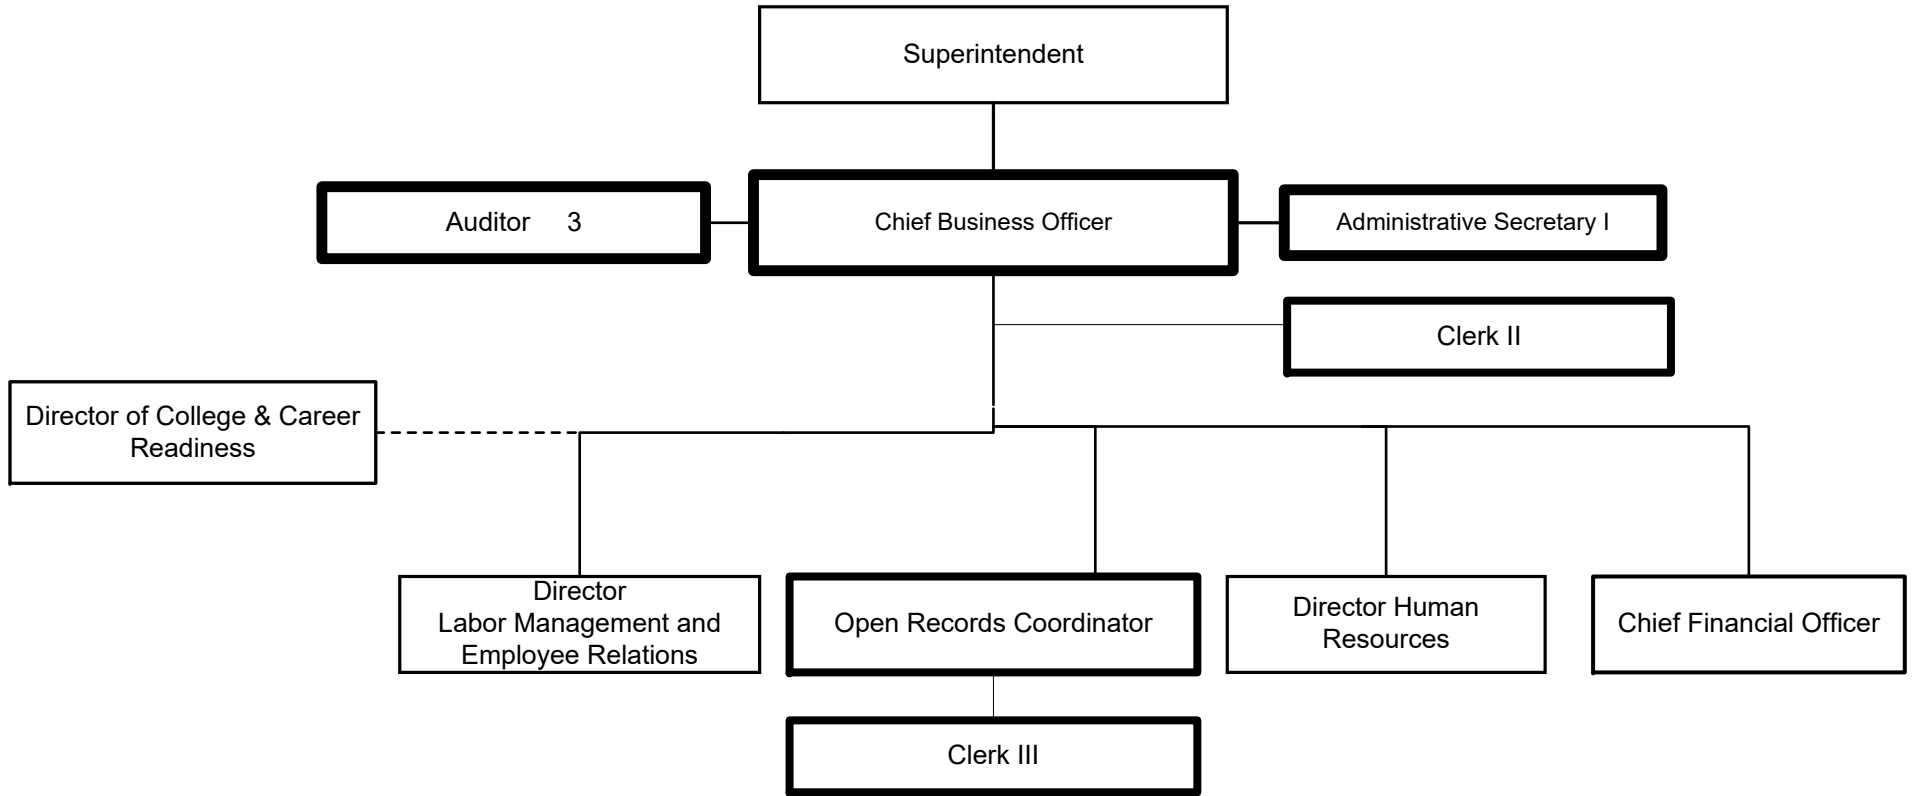 Superintendent
Auditor 3
Chief Business Officer
Administrative Secretary I
Clerk II
Director of College & Career
Readiness
Director
Labor Management and
Employee Relations
Open Records Coordinator
Director Human
Resources
Chief Financial Officer
Clerk III